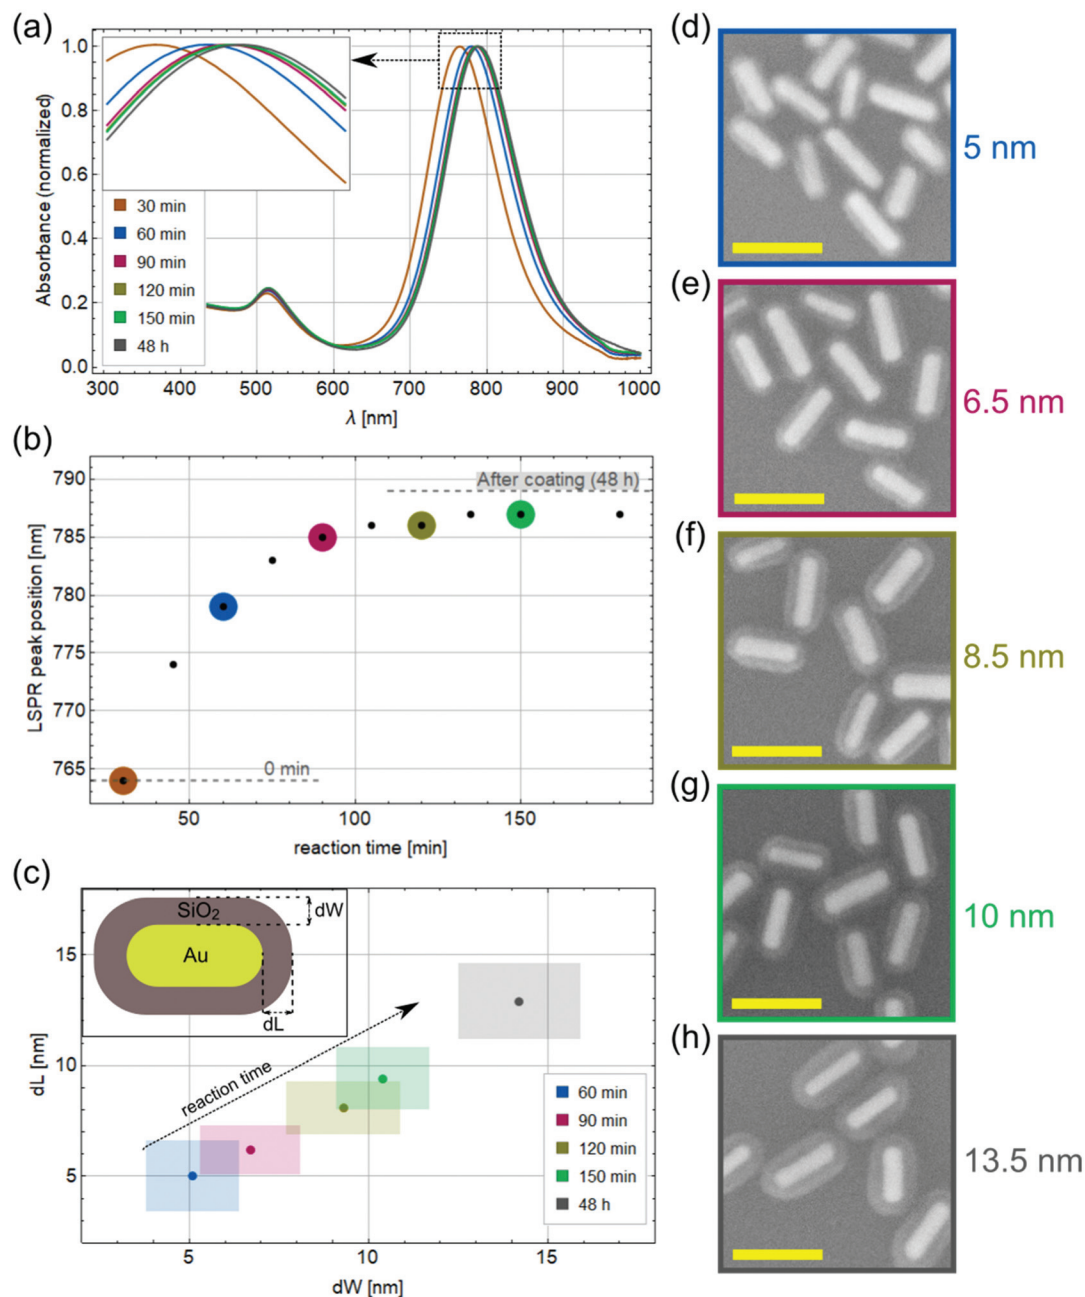 (a)
Absorbance (normalized)
1.0
0.8
0.6
0.4
0.2
0.0
30 min
60 min
90 min
120 min
150 min
48 h
300 400 500 600 700 800 900 1000
λ [nm]
(b)
LSPR peak position [nm]
790
785
779
775
770
765
After coating (48 h)
0 min
50 100 150
reaction time [min]
(c)
dL [nm]
15
10
5
SiO₂
Au
dW
dL
reaction time
60 min
90 min
120 min
150 min
48 h
5 10 15
dW [nm]
(d)
5 nm
(e)
6.5 nm
(f)
8.5 nm
(g)
10 nm
(h)
13.5 nm